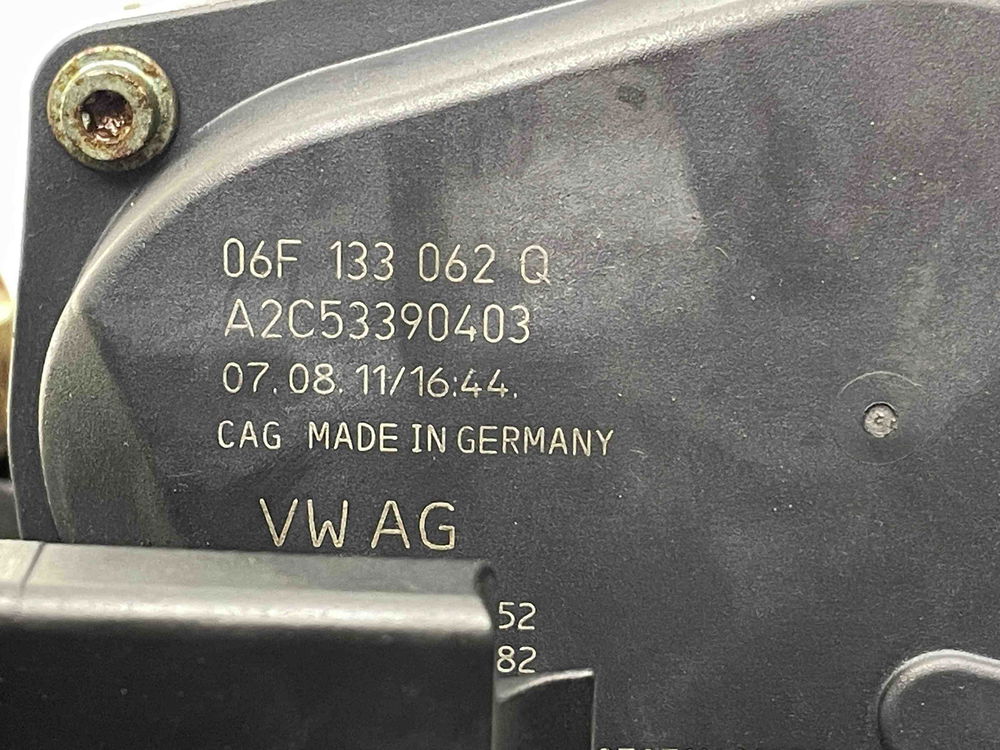 06F 133 062 Q
A2C53390403
07.08.11/16:44.
CAG MADE IN GERMANY
VW AG
52
82